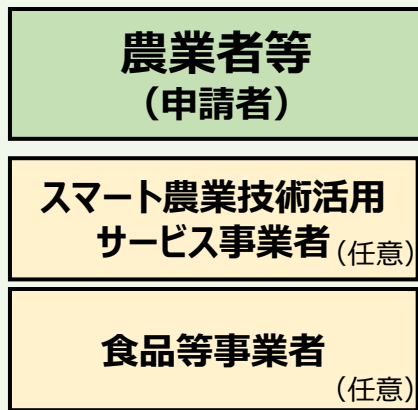 農業者等
(申請者)
スマート農業技術活用
サービス事業者(任意)
食品等事業者
(任意)